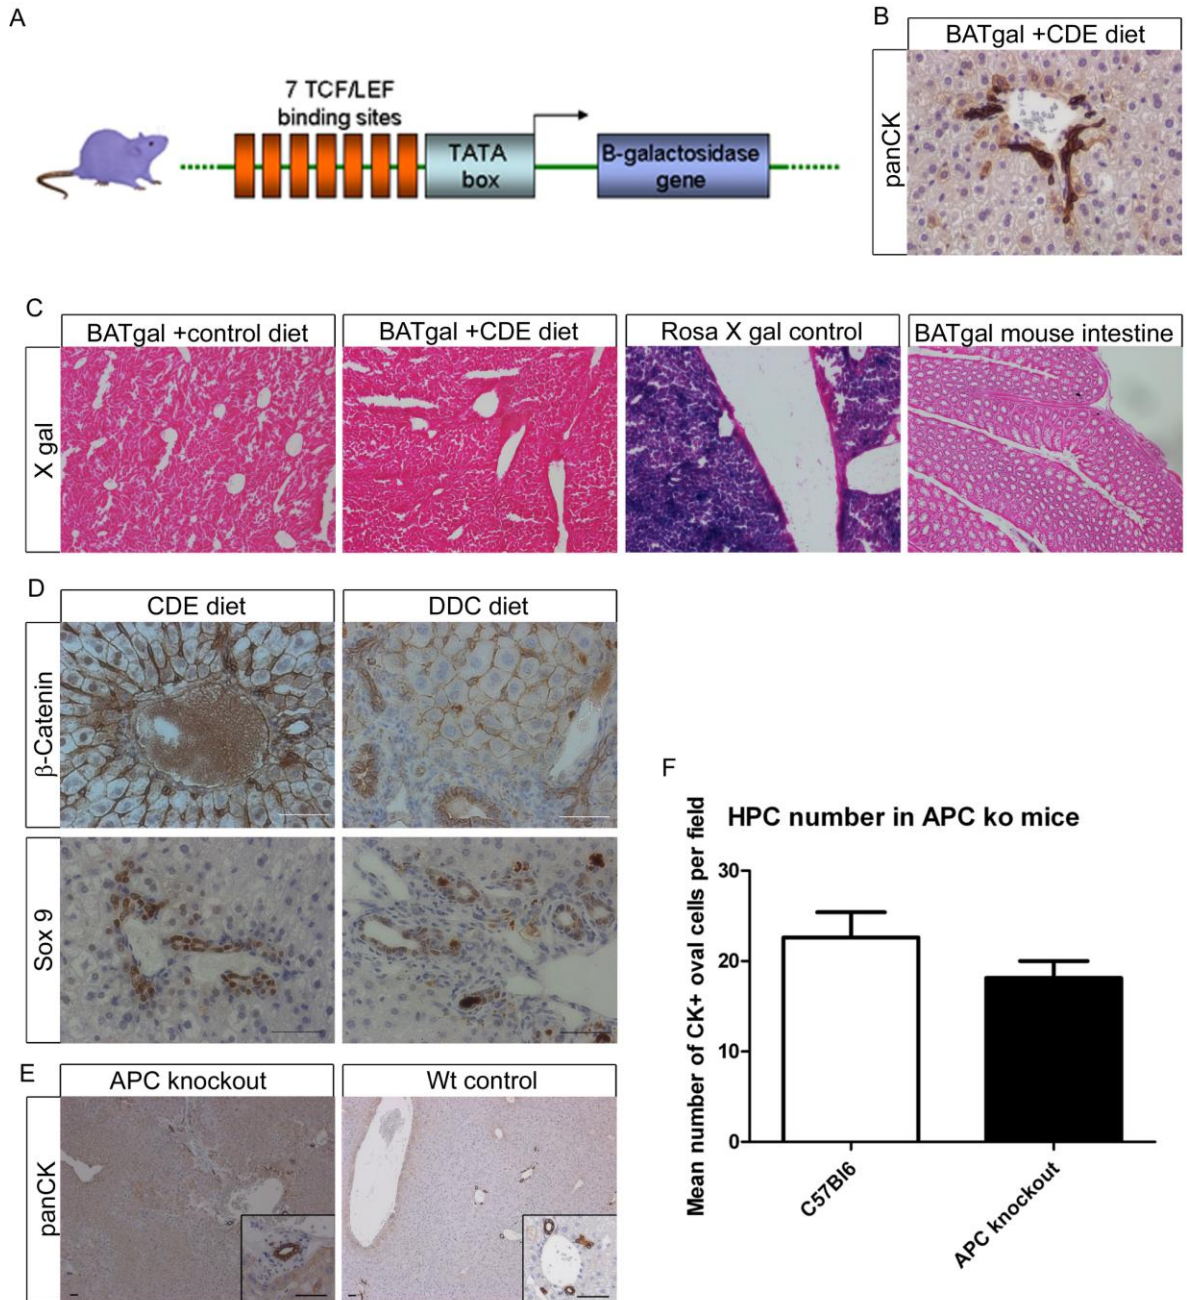 A
7 TCF/LEF
binding sites
TATA
box
B-galactosidase
gene
B
BATgal +CDE diet
panCK
C
BATgal +control diet
BATgal +CDE diet
Rosa X gal control
BATgal mouse intestine
X gal
D
CDE diet
DDC diet
β-Catenin
Sox 9
E
APC knockout
Wt control
panCK
F
HPC number in APC ko mice
Mean number of CK+ oval cells per field
30
20
10
0
C57Bl6
APC knockout